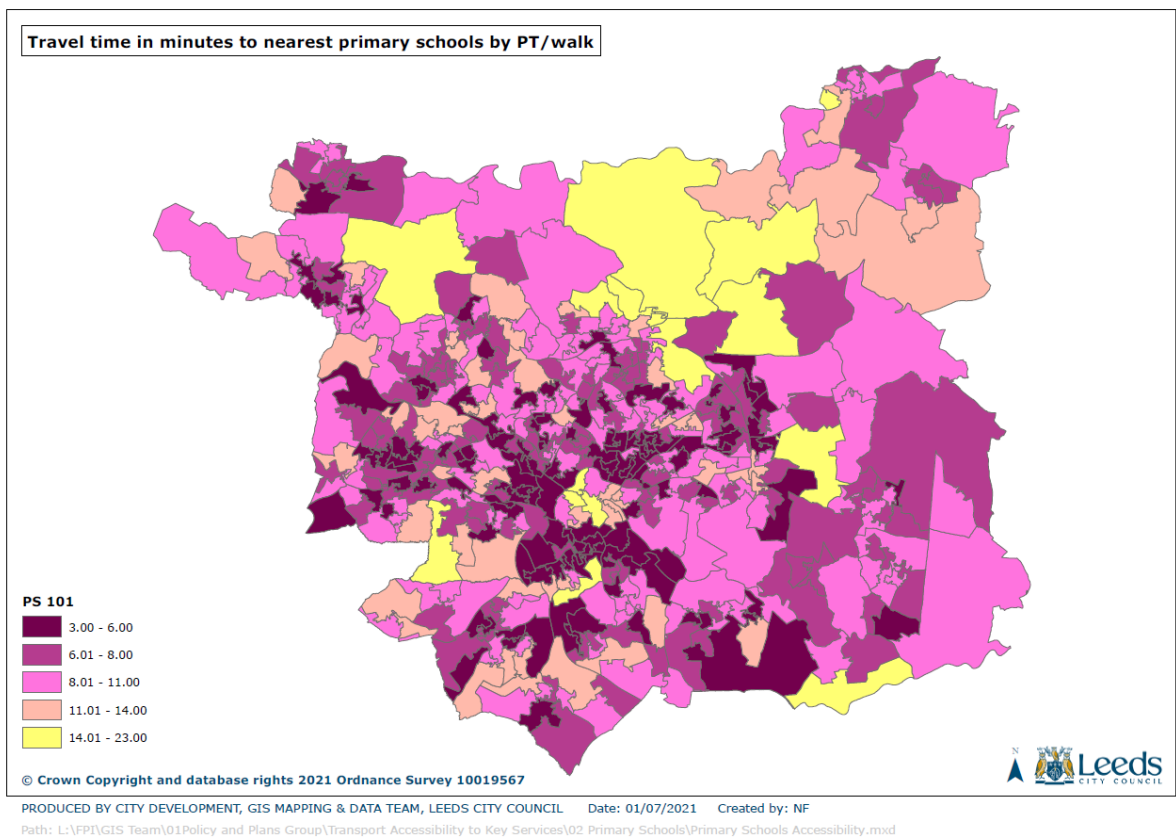 Travel time in minutes to nearest primary schools by PT/walk
PS 101
3.00 - 6.00
6.01 - 8.00
8.01 - 11.00
11.01 - 14.00
14.01 - 23.00
© Crown Copyright and database rights 2021 Ordnance Survey 10019567
N
Leeds
CITY COUNCIL
PRODUCED BY CITY DEVELOPMENT, GIS MAPPING & DATA TEAM, LEEDS CITY COUNCIL Date: 01/07/2021 Created by: NF
Path: L:\FPI\GIS Team\01Policy and Plans Group\Transport Accessibility to Key Services\02 Primary Schools\Primary Schools Accessibility.mxd